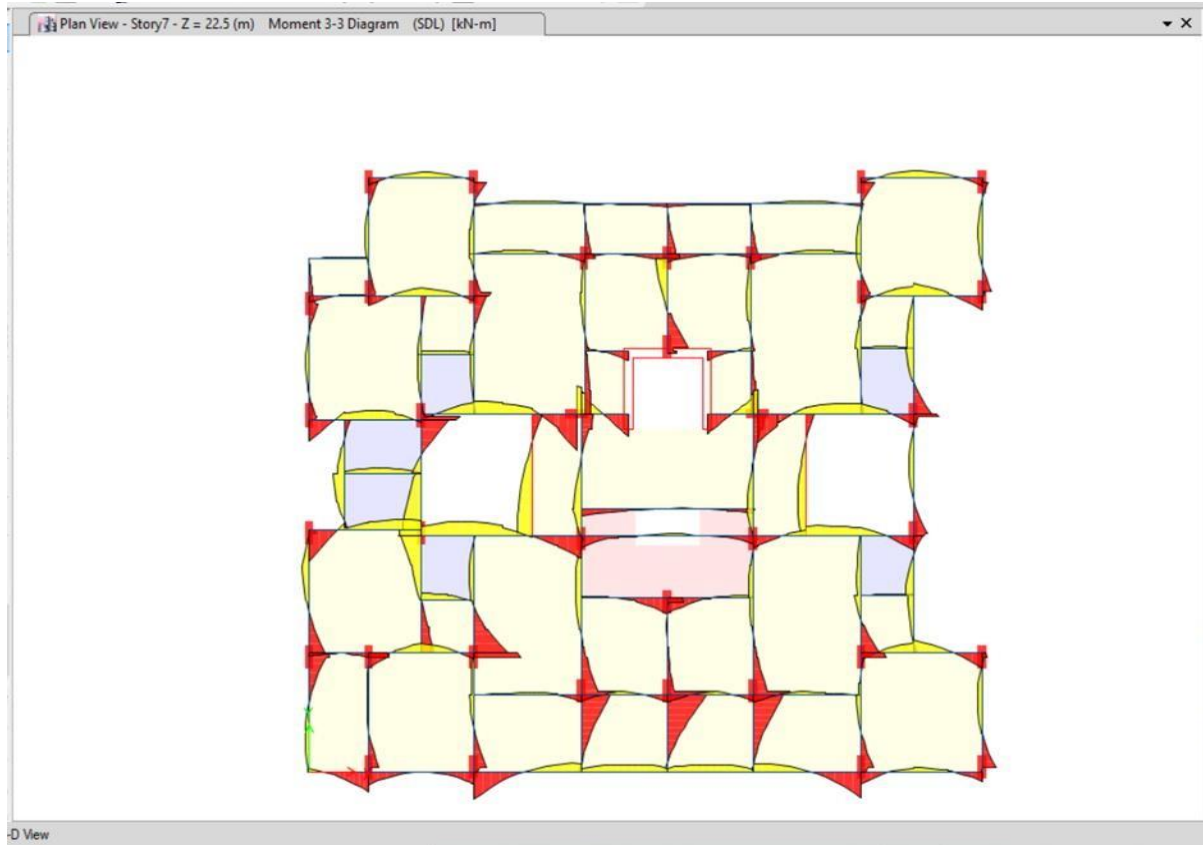 Plan View - Story7 - Z = 22.5 (m) Moment 3-3 Diagram (SDL) [kN-m]
-D View